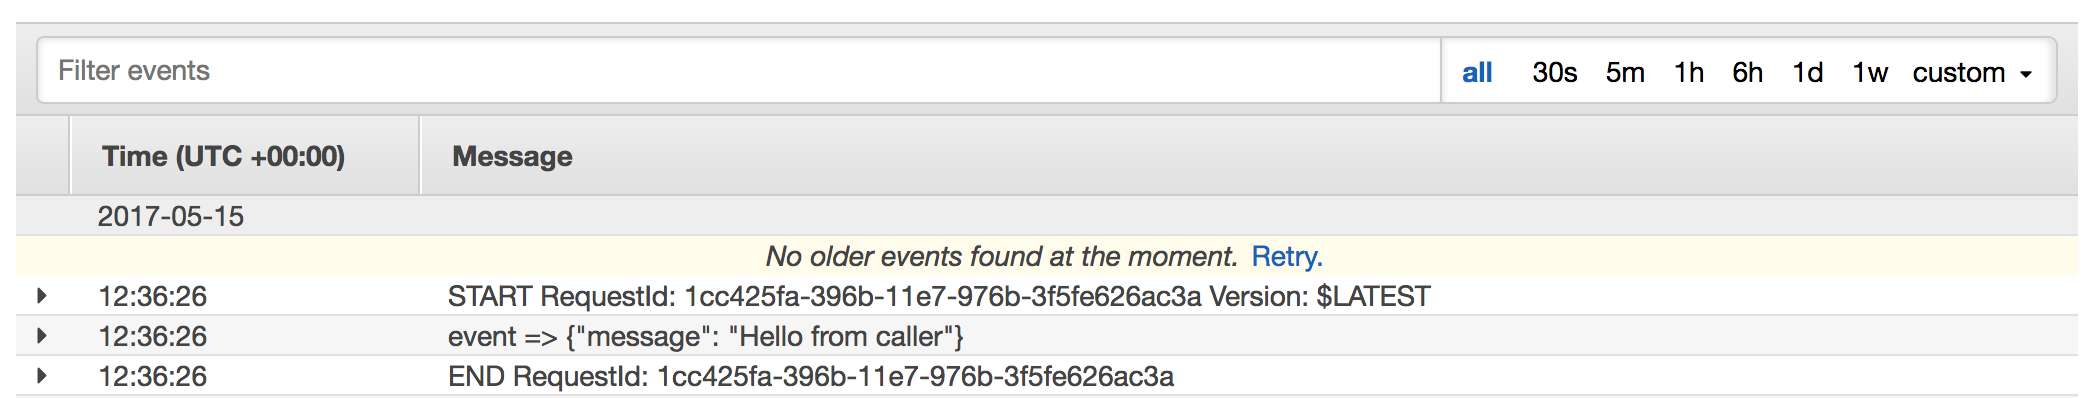 Filter events all 30s 5m 1h 6h 1d 1w custom
Time (UTC +00:00) Message
2017-05-15
No older events found at the moment. Retry.
12:36:26 START RequestId: 1cc425fa-396b-11e7-976b-3f5fe626ac3a Version: $LATEST
12:36:26 event => {"message": "Hello from caller"}
12:36:26 END RequestId: 1cc425fa-396b-11e7-976b-3f5fe626ac3a